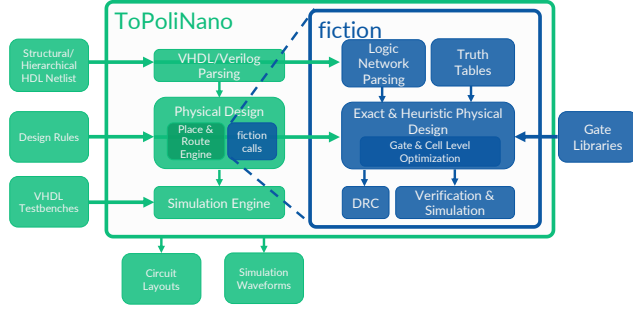 ToPoliNano
fiction
Structural/
Hierarchical
HDL Netlist
VHDL/Verilog
Parsing
Logic
Network
Parsing
Truth
Tables
Design Rules
Physical Design
Place &
Route
Engine
fiction
calls
Exact & Heuristic Physical
Design
Gate & Cell Level
Optimization
Gate
Libraries
VHDL
Testbenches
Simulation Engine
DRC
Verification &
Simulation
Circuit
Layouts
Simulation
Waveforms